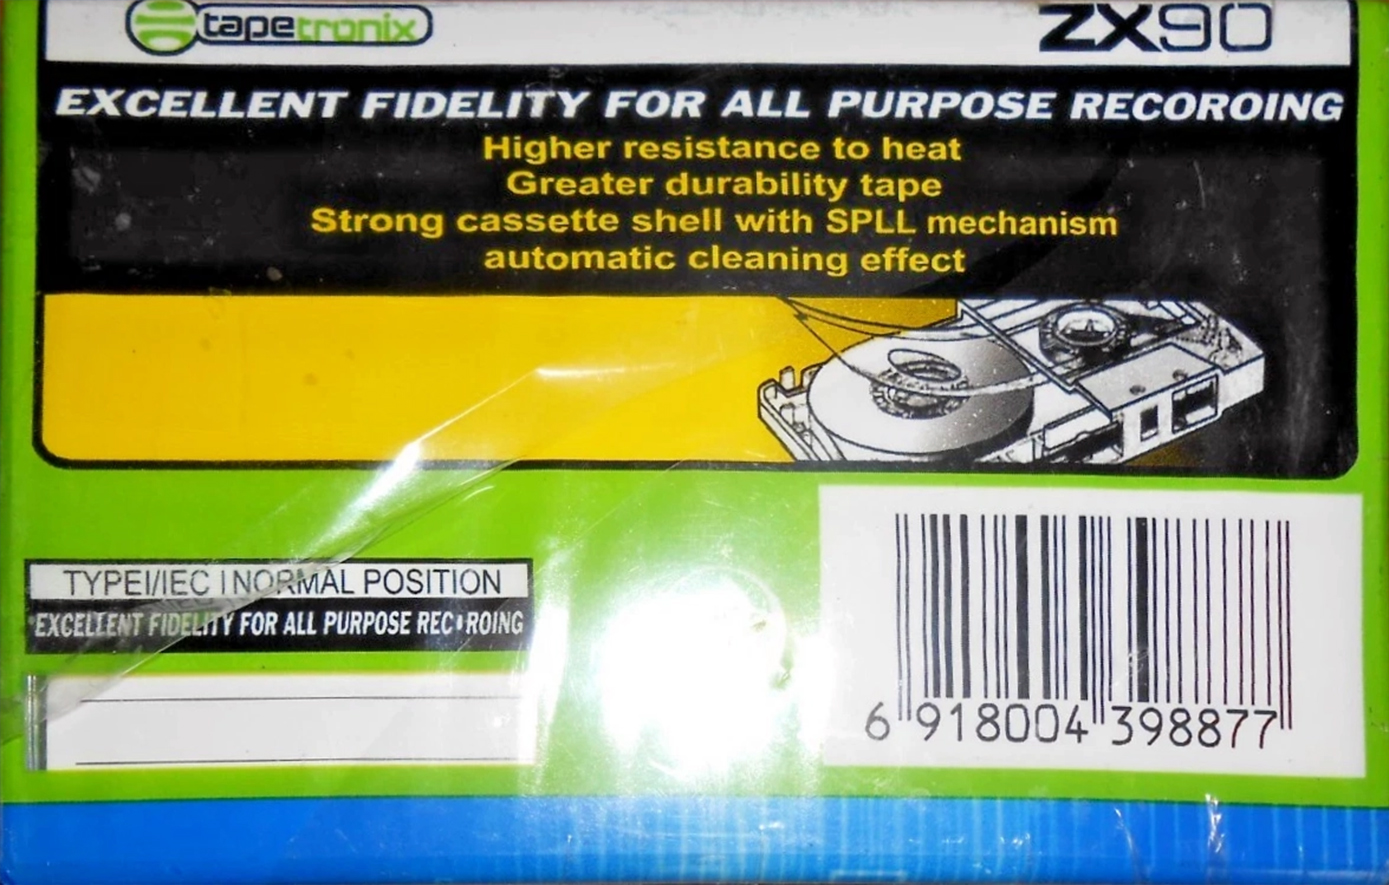 tapetronix
ZX90
EXCELLENT FIDELITY FOR ALL PURPOSE RECOROING
Higher resistance to heat
Greater durability tape
Strong cassette shell with SPLL mechanism
automatic cleaning effect
TYPEI/IEC I NORMAL POSITION
EXCELLENT FIDELITY FOR ALL PURPOSE REC ROING
6 918004 398877